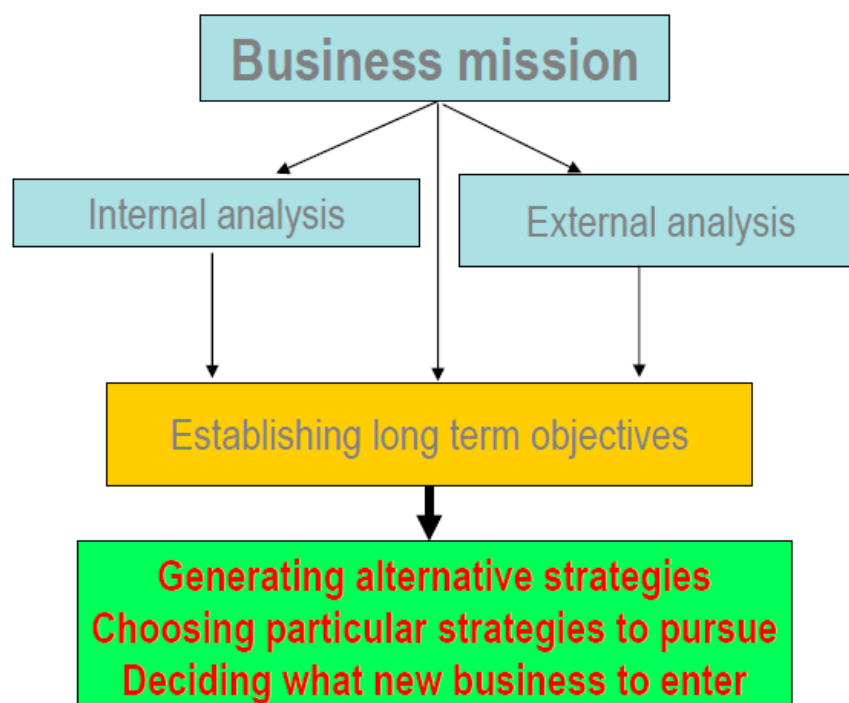 Business mission
Internal analysis
External analysis
Establishing long term objectives
Generating alternative strategies
Choosing particular strategies to pursue
Deciding what new business to enter